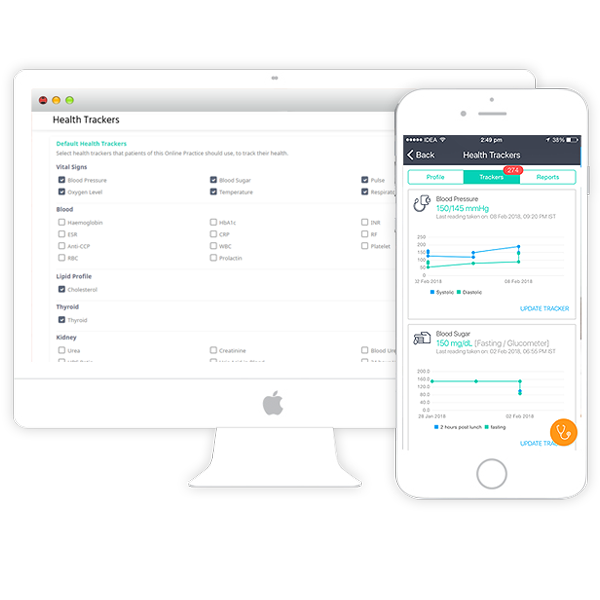 Health Trackers
Default Health Trackers
Select health trackers that patients of this Online Practice should use, to track their health.
Vital Signs
Blood Pressure Blood Sugar Pulse
Oxygen Level Temperature Respirato
Blood
Haemoglobin HbA1c INR
ESR CRP RF
Anti-CCP WBC Platelet
RBC Prolactin
Lipid Profile
Cholesterol
Thyroid
Thyroid
Kidney
Urea Creatinine Blood Ure
IDEA 2:49 pm 38%
Back Health Trackers
274
Profile Trackers Reports
Blood Pressure
150/145 mmHg
Last reading taken on: 08 Feb 2018, 09:20 PM IST
250
200
150
100
50
0
02 Feb 2018 08 Feb 2018
Systolic Diastolic
UPDATE TRACKER
Blood Sugar
150 mg/dL [Fasting / Glucometer]
Last reading taken on: 02 Feb 2018, 06:56 PM IST
200.0
160.0
120.0
80.0
40.0
0.0
28 Jan 2018 02 Feb 2018
2 hours post lunch fasting
UPDATE TRAC